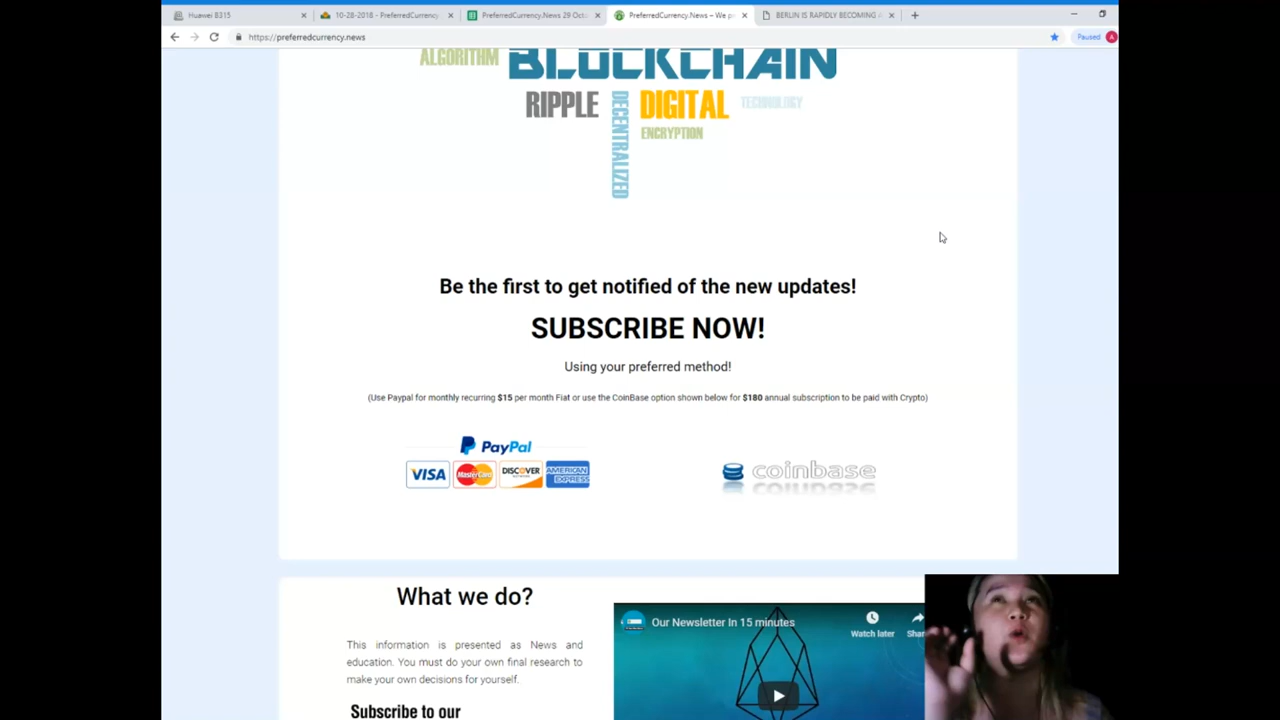 Huawei B315
10-28-2018 - PreferredCurrency
PreferredCurrency.News 29 Oct
PreferredCurrency.News – We p
BERLIN IS RAPIDLY BECOMING A
https://preferredcurrency.news
Paused
A
ALGORITHM
BLOCKCHAIN
RIPPLE
DECENTRALIZED
DIGITAL
TECHNOLOGY
ENCRYPTION
Be the first to get notified of the new updates!
SUBSCRIBE NOW!
Using your preferred method!
(Use Paypal for monthly recurring $15 per month Fiat or use the CoinBase option shown below for $180 annual subscription to be paid with Crypto)
PayPal
VISA
MasterCard
DISCOVER
NETWORK
AMERICAN
EXPRESS
coinbase
What we do?
This information is presented as News and
education. You must do your own final research to
make your own decisions for yourself.
Subscribe to our
Our Newsletter In 15 minutes
Watch later
Shar